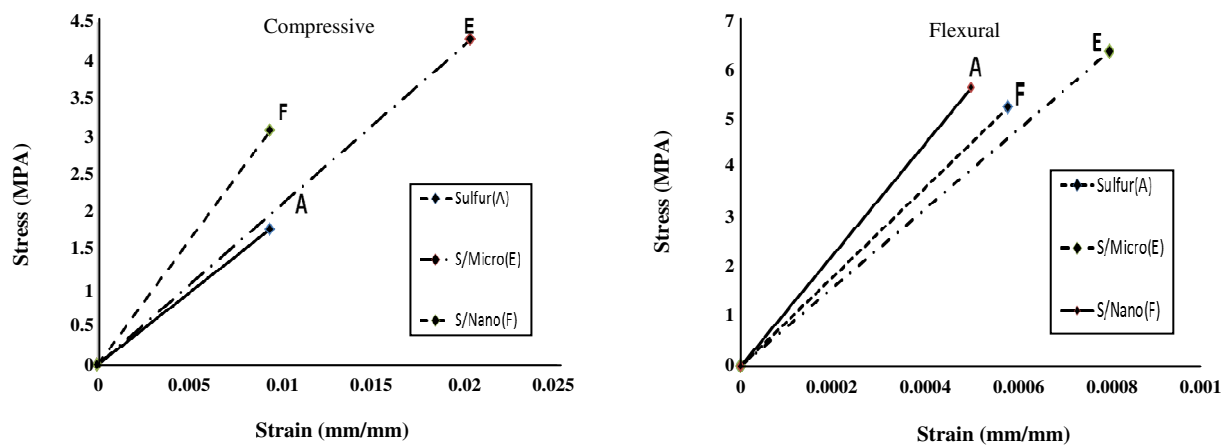 Compressive
Stress (MPA)
4.5
4
3.5
3
2.5
2
1.5
1
0.5
0
E
F
A
Sulfur(A)
S/Micro(E)
S/Nano(F)
0 0.005 0.01 0.015 0.02 0.025
Strain (mm/mm)
Flexural
Stress (MPA)
7
6
5
4
3
2
1
0
E
A
F
Sulfur(A)
S/Micro(E)
S/Nano(F)
0 0.0002 0.0004 0.0006 0.0008 0.001
Strain (mm/mm)